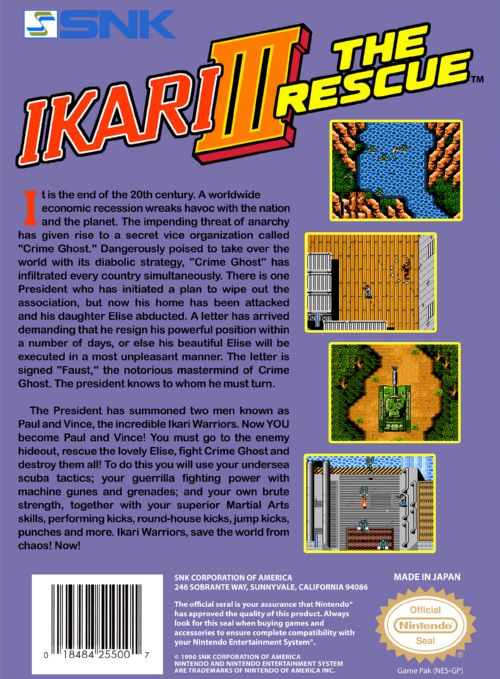 SNK
IKARI III
THE
RESCUE™
It is the end of the 20th century. A worldwide
economic recession wreaks havoc with the nation
and the planet. The impending threat of anarchy
has given rise to a secret vice organization called
"Crime Ghost." Dangerously poised to take over the
world with its diabolic strategy, "Crime Ghost" has
infiltrated every country simultaneously. There is one
President who has initiated a plan to wipe out the
association, but now his home has been attacked
and his daughter Elise abducted. A letter has arrived
demanding that he resign his powerful position within
a number of days, or else his beautiful Elise will be
executed in a most unpleasant manner. The letter is
signed "Faust," the notorious mastermind of Crime
Ghost. The president knows to whom he must turn.
The President has summoned two men known as
Paul and Vince, the incredible Ikari Warriors. Now YOU
become Paul and Vince! You must go to the enemy
hideout, rescue the lovely Elise, fight Crime Ghost and
destroy them all! To do this you will use your undersea
scuba tactics; your guerrilla fighting power with
machine gunes and grenades; and your own brute
strength, together with your superior Martial Arts
skills, performing kicks, round-house kicks, jump kicks,
punches and more. Ikari Warriors, save the world from
chaos! Now!
SNK CORPORATION OF AMERICA
246 SOBRANTE WAY, SUNNYVALE, CALIFORNIA 94086
The official seal is your assurance that Nintendo®
has approved the quality of this product. Always
look for this seal when buying games and
accessories to ensure complete compatibility with
your Nintendo Entertainment System®.
© 1990 SNK CORPORATION OF AMERICA
NINTENDO AND NINTENDO ENTERTAINMENT SYSTEM
ARE TRADEMARKS OF NINTENDO OF AMERICA INC.
0 18484 25500 7
MADE IN JAPAN
Official
Nintendo
Seal
Game Pak (NES-GP)